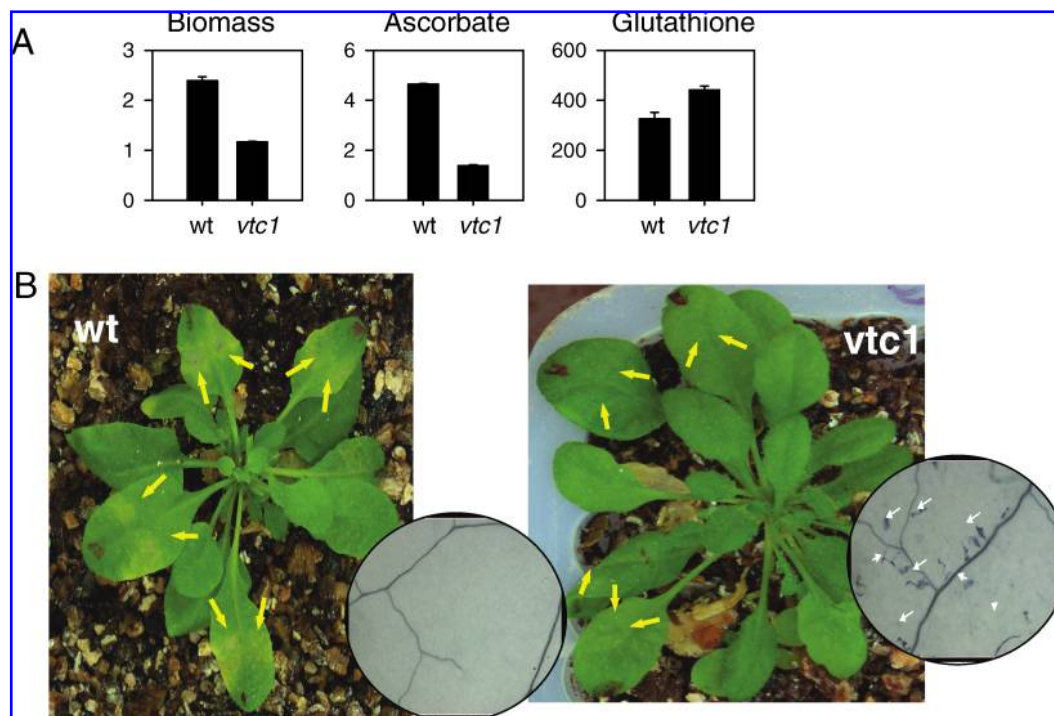 A
Biomass
Ascorbate
Glutathione
3
2
1
0
wt
vtc1
6
4
2
0
wt
vtc1
600
400
200
0
wt
vtc1
B
wt
vtc1